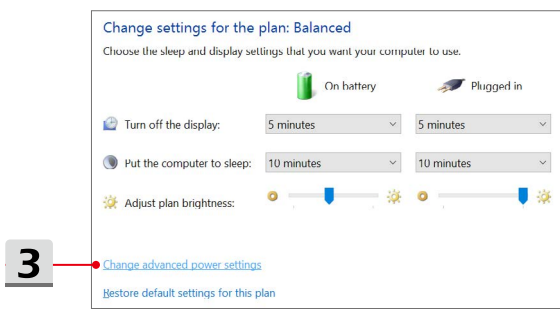 Change settings for the plan: Balanced
Choose the sleep and display settings that you want your computer to use.
On battery Plugged in
Turn off the display: 5 minutes 5 minutes
Put the computer to sleep: 10 minutes 10 minutes
Adjust plan brightness:
3
Change advanced power settings
Restore default settings for this plan